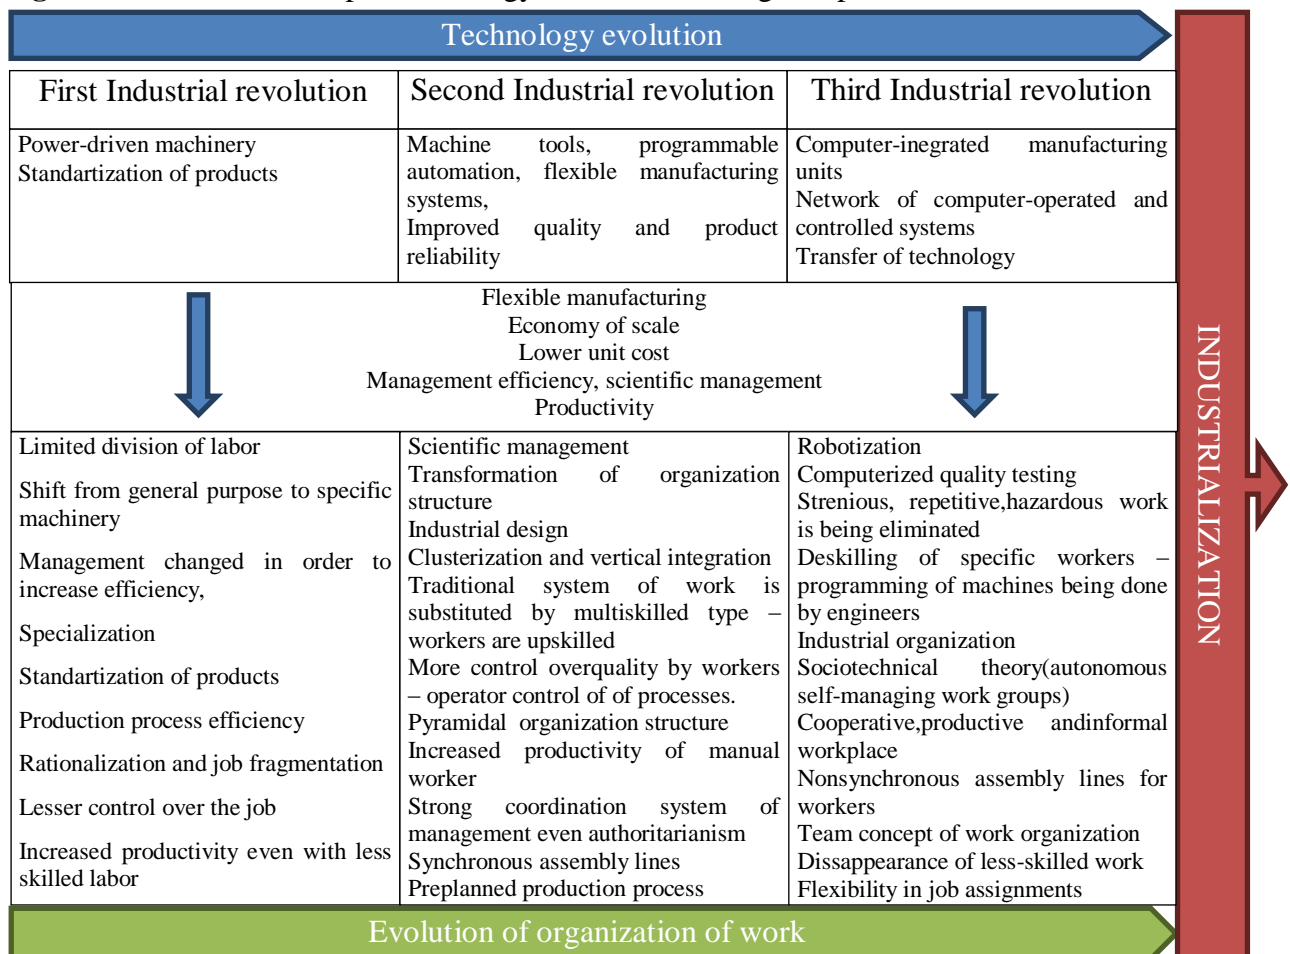 Technology evolution
First Industrial revolution
Second Industrial revolution
Third Industrial revolution
Power-driven machinery
Standartization of products
Machine tools, programmable
automation, flexible manufacturing
systems,
Improved quality and product
reliability
Computer-inegrated manufacturing
units
Network of computer-operated and
controlled systems
Transfer of technology
Flexible manufacturing
Economy of scale
Lower unit cost
Management efficiency, scientific management
Productivity
Limited division of labor
Shift from general purpose to specific
machinery
Management changed in order to
increase efficiency,
Specialization
Standartization of products
Production process efficiency
Rationalization and job fragmentation
Lesser control over the job
Increased productivity even with less
skilled labor
Scientific management
Transformation of organization
structure
Industrial design
Clusterization and vertical integration
Traditional system of work is
substituted by multiskilled type –
workers are upskilled
More control overquality by workers
– operator control of of processes.
Pyramidal organization structure
Increased productivity of manual
worker
Strong coordination system of
management even authoritarianism
Synchronous assembly lines
Preplanned production process
Robotization
Computerized quality testing
Strenious, repetitive,hazardous work
is being eliminated
Deskilling of specific workers –
programming of machines being done
by engineers
Industrial organization
Sociotechnical theory(autonomous
self-managing work groups)
Cooperative,productive andinformal
workplace
Nonsynchronous assembly lines for
workers
Team concept of work organization
Dissappearance of less-skilled work
Flexibility in job assignments
INDUSTRIALIZATION
Evolution of organization of work